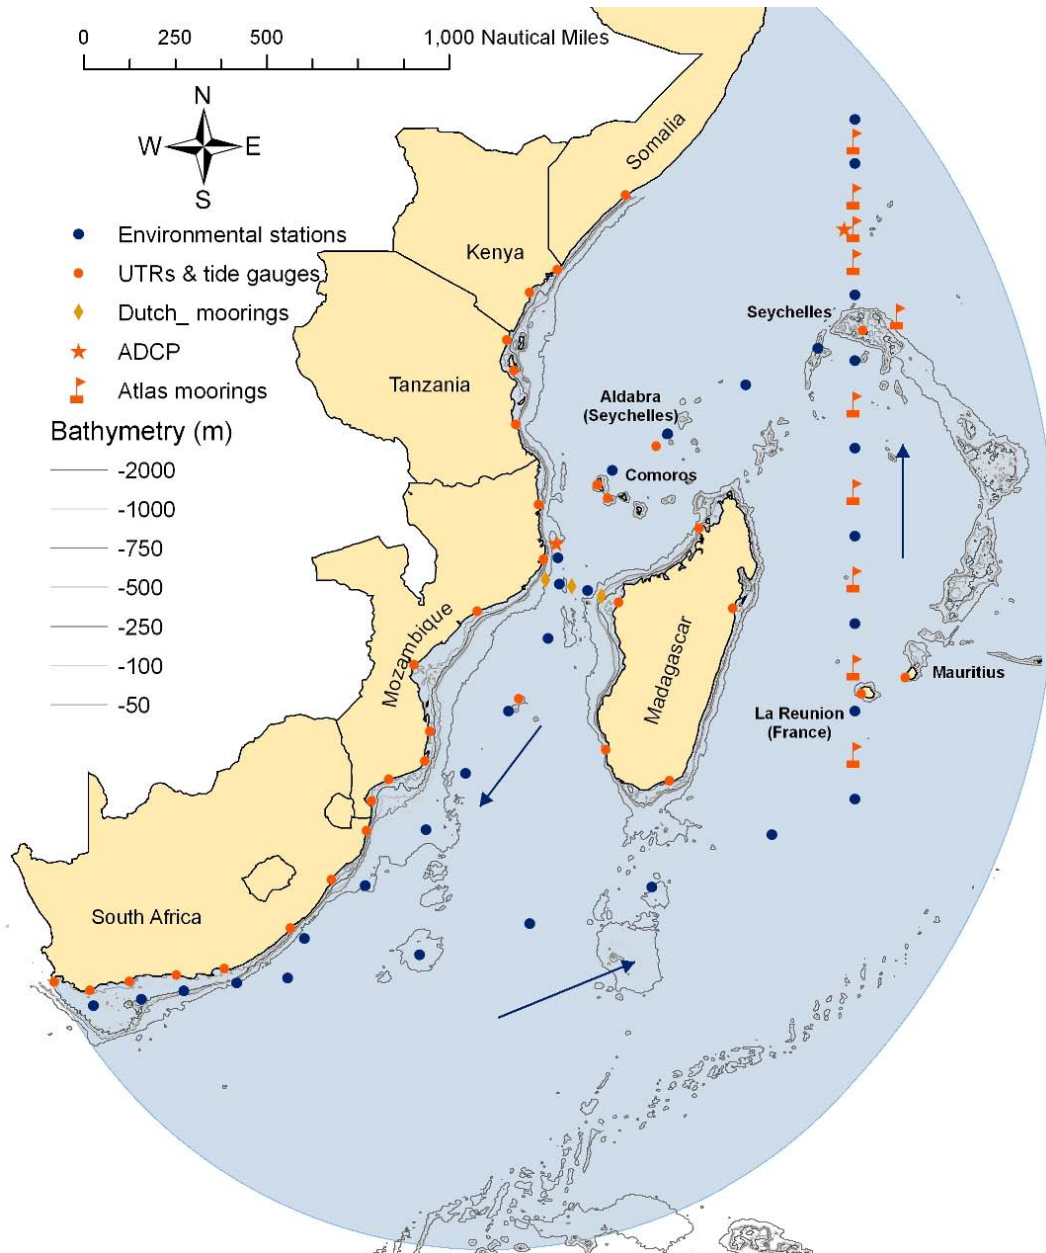 0 250 500 1,000 Nautical Miles
N
W E
S
Environmental stations
UTRs & tide gauges
Dutch_ moorings
ADCP
Atlas moorings
Bathymetry (m)
-2000
-1000
-750
-500
-250
-100
-50
Somalia
Kenya
Tanzania
Seychelles
Aldabra
(Seychelles)
Comoros
Mozambique
Madagascar
Mauritius
La Reunion
(France)
South Africa